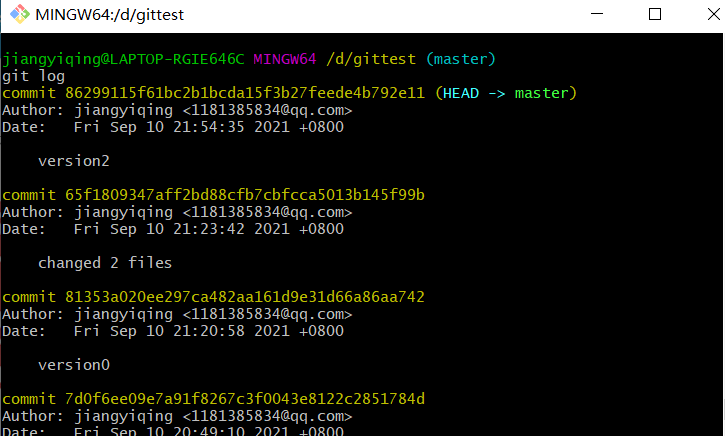 MINGW64:/d/gittest
jiangyiqing@LAPTOP-RGIE646C MINGW64 /d/gittest (master)
git log
commit 86299115f61bc2b1bcda15f3b27feede4b792e11 (HEAD -> master)
Author: jiangyiqing <1181385834@qq.com>
Date:   Fri Sep 10 21:54:35 2021 +0800
version2
commit 65f1809347aff2bd88cfb7cbfcca5013b145f99b
Author: jiangyiqing <1181385834@qq.com>
Date:   Fri Sep 10 21:23:42 2021 +0800
changed 2 files
commit 81353a020ee297ca482aa161d9e31d66a86aa742
Author: jiangyiqing <1181385834@qq.com>
Date:   Fri Sep 10 21:20:58 2021 +0800
version0
commit 7d0f6ee09e7a91f8267c3f0043e8122c2851784d
Author: jiangyiqing <1181385834@qq.com>
Date:   Fri Sep 10 20:49:10 2021 +0800